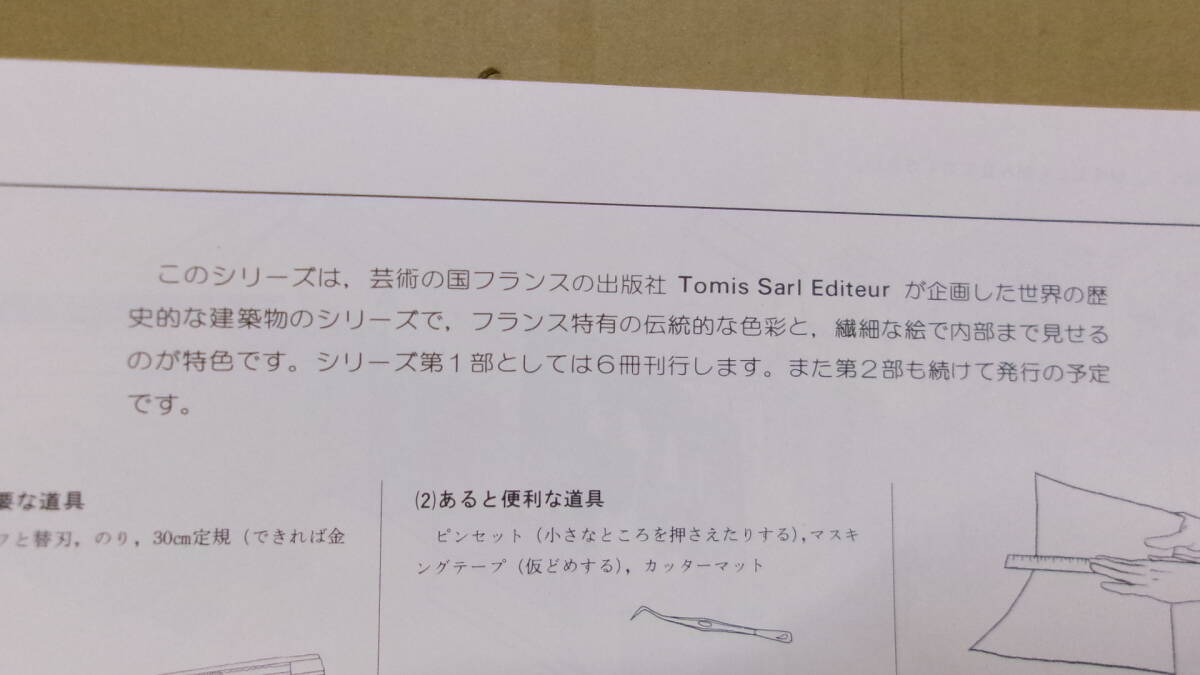 このシリーズは，芸術の国フランスの出版社 Tomis Sarl Editeur が企画した世界の歴
史的な建築物のシリーズで，フランス特有の伝統的な色彩と，繊細な絵で内部まで見せる
のが特色です。シリーズ第１部としては６冊刊行します。また第２部も続けて発行の予定
です。
要な道具
フと替刃，のり，30㎝定規（できれば金
⑵あると便利な道具
ピンセット（小さなところを押さえたりする），マスキ
ングテープ（仮どめする），カッターマット